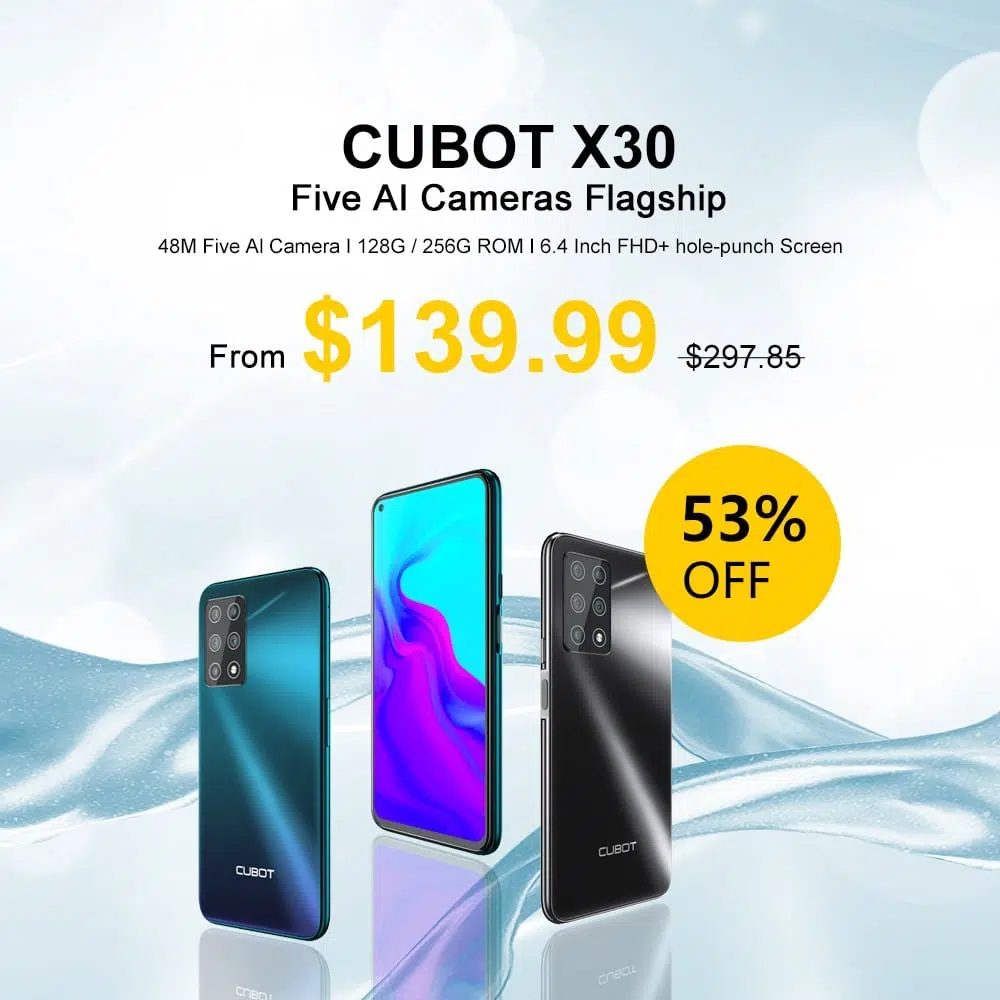 CUBOT X30
Five AI Cameras Flagship
48M Five AI Camera I 128G / 256G ROM I 6.4 Inch FHD+ hole-punch Screen
From $139.99 $297.85
53%
OFF
CUBOT
CUBOT